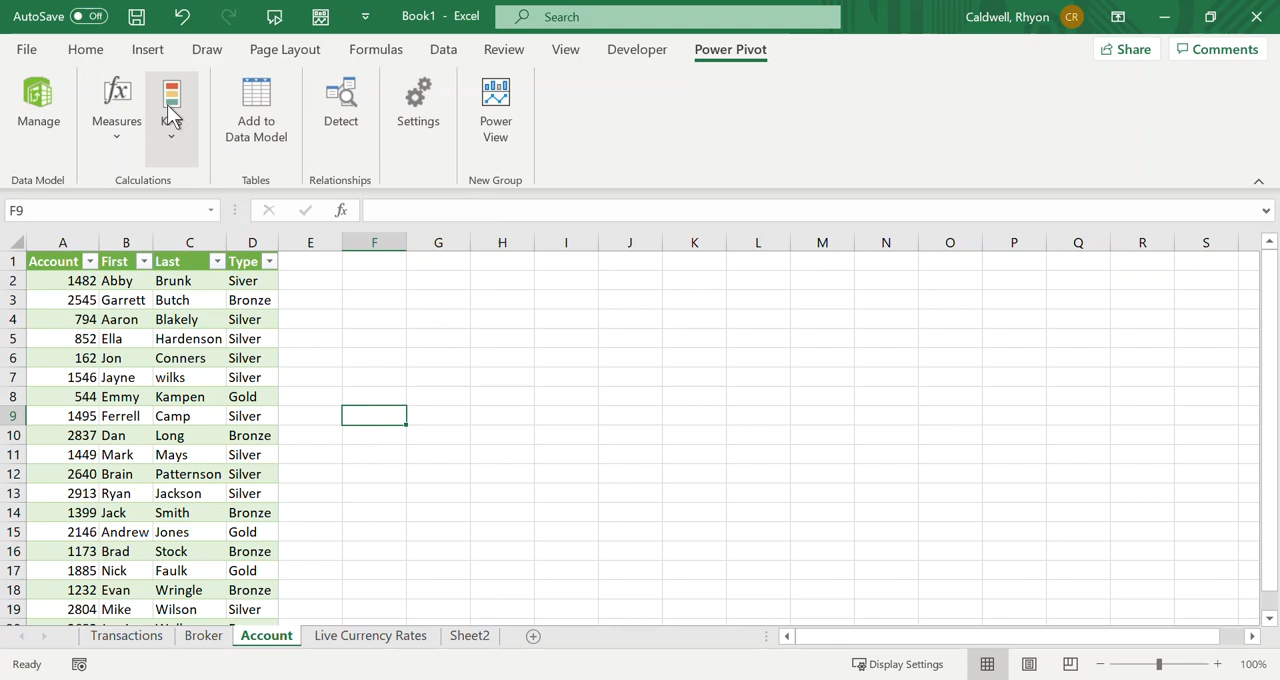 AutoSave Off Book1 - Excel Search Caldwell, Rhyon CR
File Home Insert Draw Page Layout Formulas Data Review View Developer Power Pivot Share Comments
Manage Measures Add to Data Model Detect Settings Power View
Data Model Calculations Tables Relationships New Group
F9 fx
A B C D E F G H I J K L M N O P Q R S
1 Account First Last Type
2 1482 Abby Brunk Siver
3 2545 Garrett Butch Bronze
4 794 Aaron Blakely Silver
5 852 Ella Hardenson Silver
6 162 Jon Conners Silver
7 1546 Jayne wilks Silver
8 544 Emmy Kampen Gold
9 1495 Ferrell Camp Silver
10 2837 Dan Long Bronze
11 1449 Mark Mays Silver
12 2640 Brain Patternson Silver
13 2913 Ryan Jackson Silver
14 1399 Jack Smith Bronze
15 2146 Andrew Jones Gold
16 1173 Brad Stock Bronze
17 1885 Nick Faulk Gold
18 1232 Evan Wringle Bronze
19 2804 Mike Wilson Silver
Transactions Broker Account Live Currency Rates Sheet2
Ready Display Settings 100%